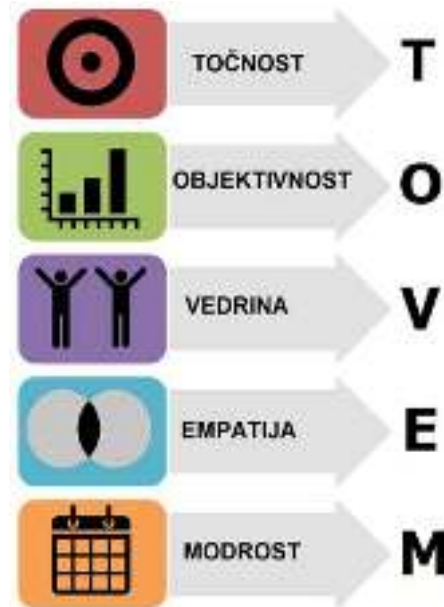 TOČNOST T
OBJEKTIVNOST O
VEDRINA V
EMPATIJA E
MODROST M